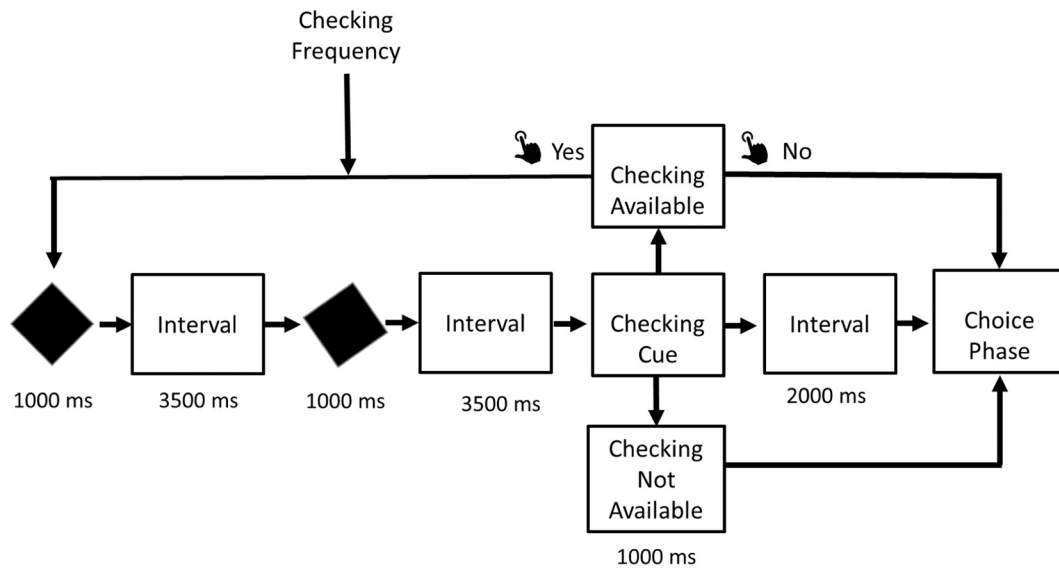 Checking
Frequency
Yes
No
Checking
Available
Interval
Interval
Checking
Cue
Interval
Choice
Phase
1000 ms
3500 ms
1000 ms
3500 ms
2000 ms
Checking
Not
Available
1000 ms